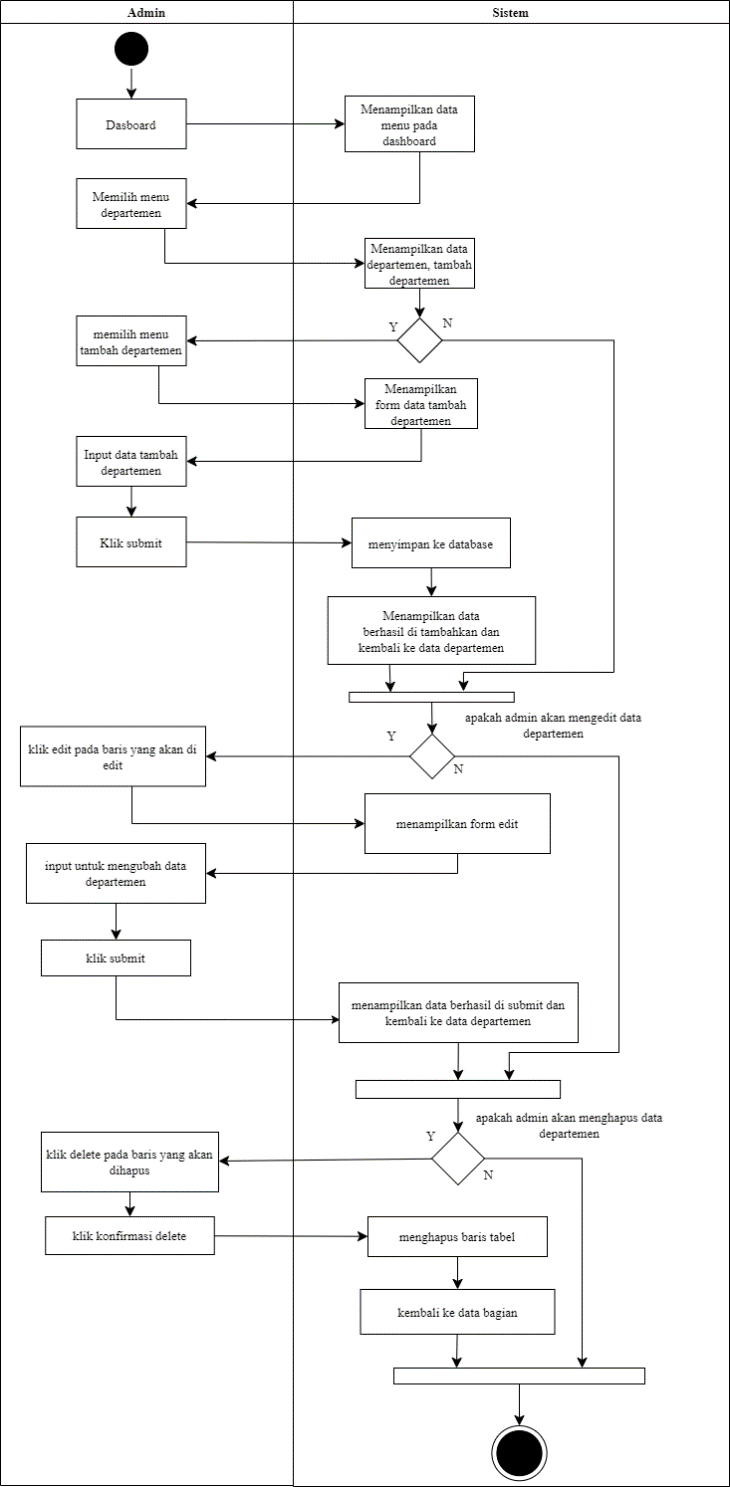 Admin
Sistem
Dasboard
Menampilkan data
menu pada
dashboard
Memilih menu
departemen
Menampilkan data
departemen, tambah
departemen
Y
N
memilih menu
tambah departemen
Menampilkan
form data tambah
departemen
Input data tambah
departemen
Klik submit
menyimpan ke database
Menampilkan data
berhasil di tambahkan dan
kembali ke data departemen
apakah admin akan mengedit data
departemen
Y
N
klik edit pada baris yang akan di
edit
menampilkan form edit
input untuk mengubah data
departemen
klik submit
menampilkan data berhasil di submit dan
kembali ke data departemen
apakah admin akan menghapus data
departemen
Y
N
klik delete pada baris yang akan
dihapus
klik konfirmasi delete
menghapus baris tabel
kembali ke data bagian